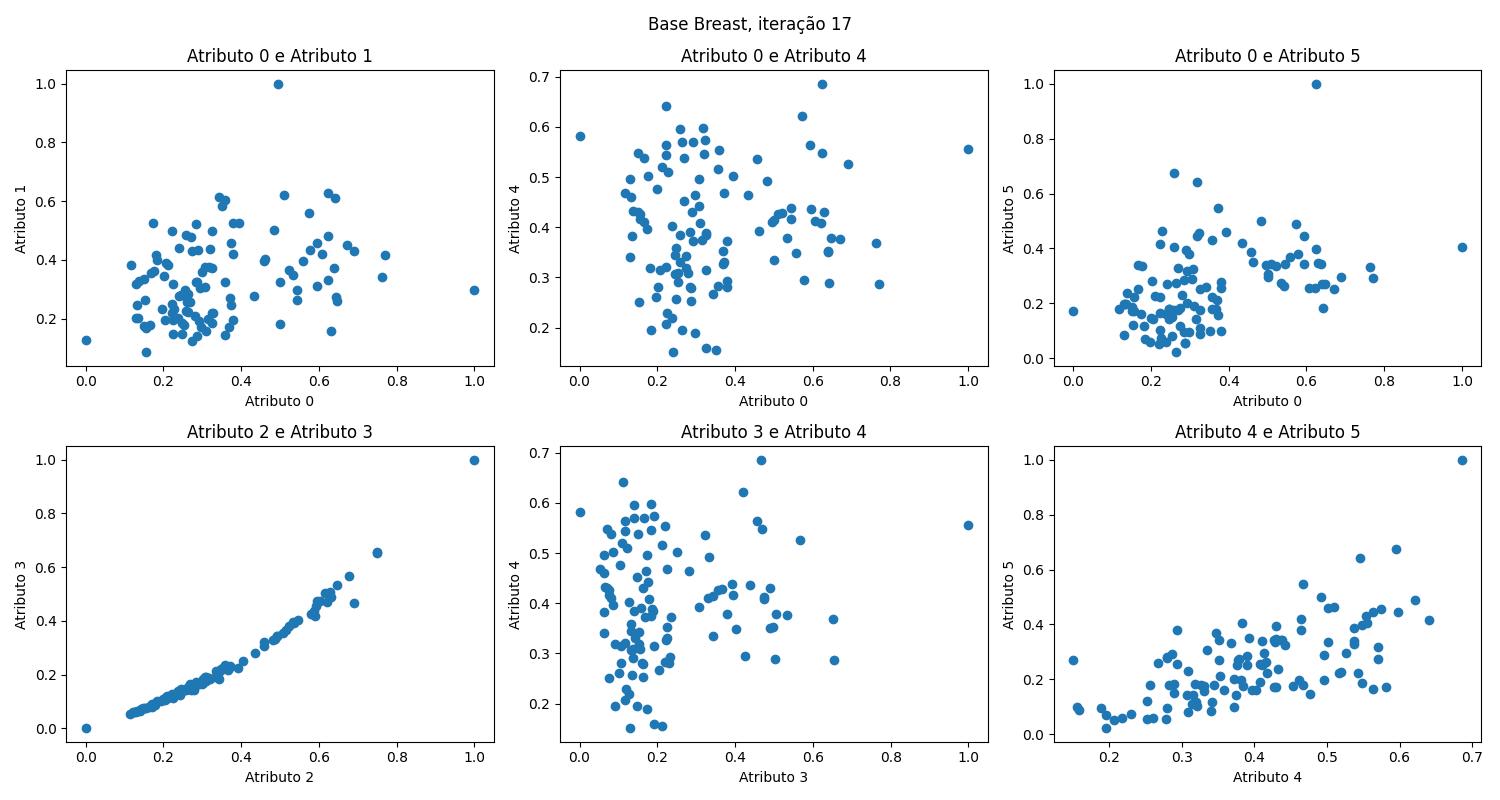 Base Breast, iteração 17
Atributo 0 e Atributo 1
Atributo 1
1.0
0.8
0.6
0.4
0.2
0.0 0.2 0.4 0.6 0.8 1.0
Atributo 0
Atributo 0 e Atributo 4
Atributo 4
0.7
0.6
0.5
0.4
0.3
0.2
0.0 0.2 0.4 0.6 0.8 1.0
Atributo 0
Atributo 0 e Atributo 5
Atributo 5
1.0
0.8
0.6
0.4
0.2
0.0
0.0 0.2 0.4 0.6 0.8 1.0
Atributo 0
Atributo 2 e Atributo 3
Atributo 3
1.0
0.8
0.6
0.4
0.2
0.0
0.0 0.2 0.4 0.6 0.8 1.0
Atributo 2
Atributo 3 e Atributo 4
Atributo 4
0.7
0.6
0.5
0.4
0.3
0.2
0.0 0.2 0.4 0.6 0.8 1.0
Atributo 3
Atributo 4 e Atributo 5
Atributo 5
1.0
0.8
0.6
0.4
0.2
0.0
0.2 0.3 0.4 0.5 0.6 0.7
Atributo 4